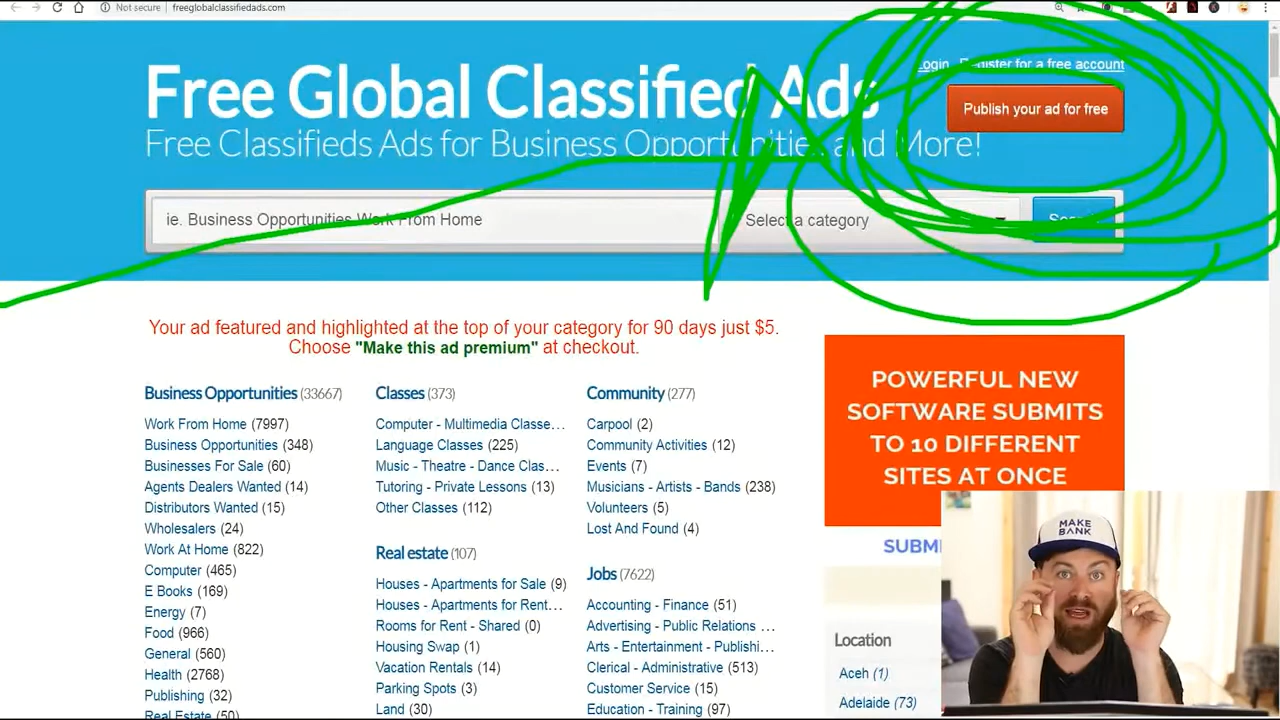 Not secure
freeglobalclassifiedads.com
Login
Register for a free account
Free Global Classified Ads
Publish your ad for free
Free Classifieds Ads for Business Opportunities and More!
ie. Business Opportunities Work From Home
Select a category
Your ad featured and highlighted at the top of your category for 90 days just $5.
Choose "Make this ad premium" at checkout.
Business Opportunities (33667)
Work From Home (7997)
Business Opportunities (348)
Businesses For Sale (60)
Agents Dealers Wanted (14)
Distributors Wanted (15)
Wholesalers (24)
Work At Home (822)
Computer (465)
E Books (169)
Energy (7)
Food (966)
General (560)
Health (2768)
Publishing (32)
Real Estate (50)
Classes (373)
Computer - Multimedia Classe…
Language Classes (225)
Music - Theatre - Dance Clas…
Tutoring - Private Lessons (13)
Other Classes (112)
Real estate (107)
Houses - Apartments for Sale (9)
Houses - Apartments for Rent…
Rooms for Rent - Shared (0)
Housing Swap (1)
Vacation Rentals (14)
Parking Spots (3)
Land (30)
Community (277)
Carpool (2)
Community Activities (12)
Events (7)
Musicians - Artists - Bands (238)
Volunteers (5)
Lost And Found (4)
Jobs (7622)
Accounting - Finance (51)
Advertising - Public Relations …
Arts - Entertainment - Publishi…
Clerical - Administrative (513)
Customer Service (15)
Education - Training (97)
POWERFUL NEW
SOFTWARE SUBMITS
TO 10 DIFFERENT
SITES AT ONCE
Location
Aceh (1)
Adelaide (73)
MAKE
BANK